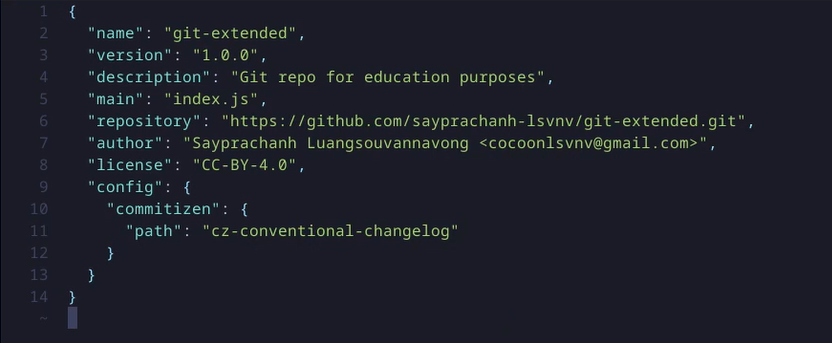 1 {
2   "name": "git-extended",
3   "version": "1.0.0",
4   "description": "Git repo for education purposes",
5   "main": "index.js",
6   "repository": "https://github.com/sayprachanh-lsvnv/git-extended.git",
7   "author": "Sayprachanh Luangsouvannavong <cocoonlsvnv@gmail.com>",
8   "license": "CC-BY-4.0",
9   "config": {
10     "commitizen": {
11       "path": "cz-conventional-changelog"
12     }
13   }
14 }
~